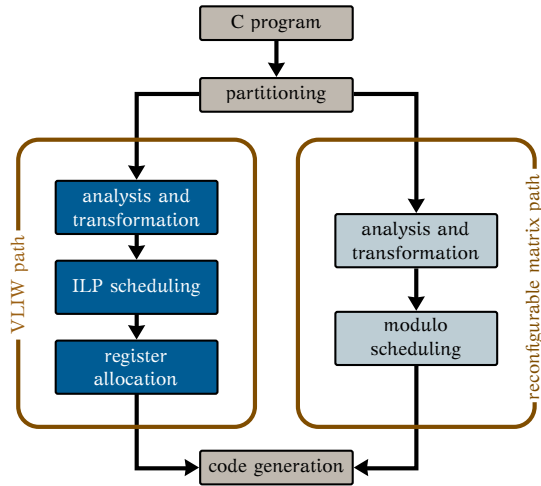 C program
partitioning
VLIW path
analysis and
transformation
ILP scheduling
register
allocation
reconfigurable matrix path
analysis and
transformation
modulo
scheduling
code generation